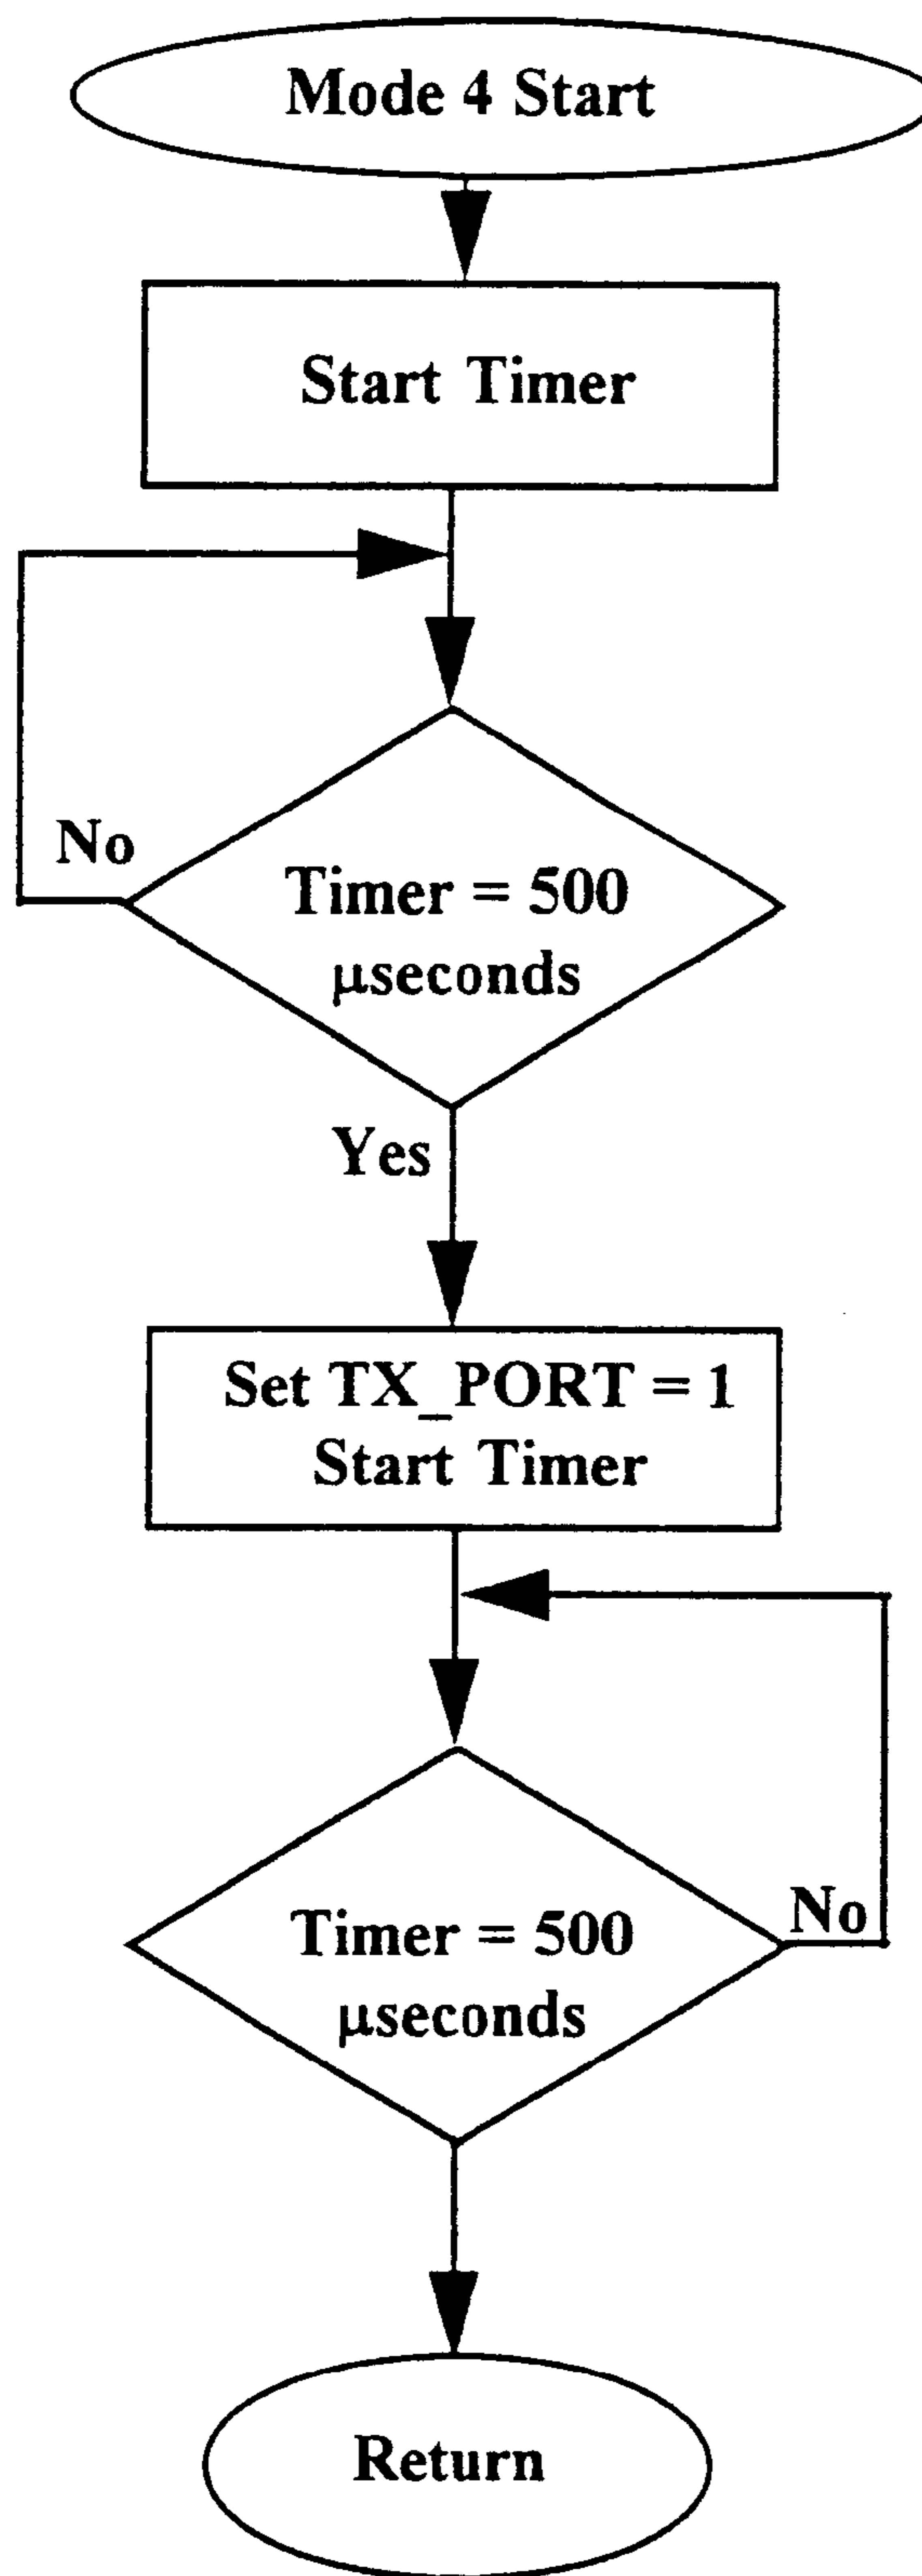 Mode 4 Start
Start Timer
No
Timer = 500
μseconds
Yes
Set TX_PORT = 1
Start Timer
No
Timer = 500
μseconds
Return